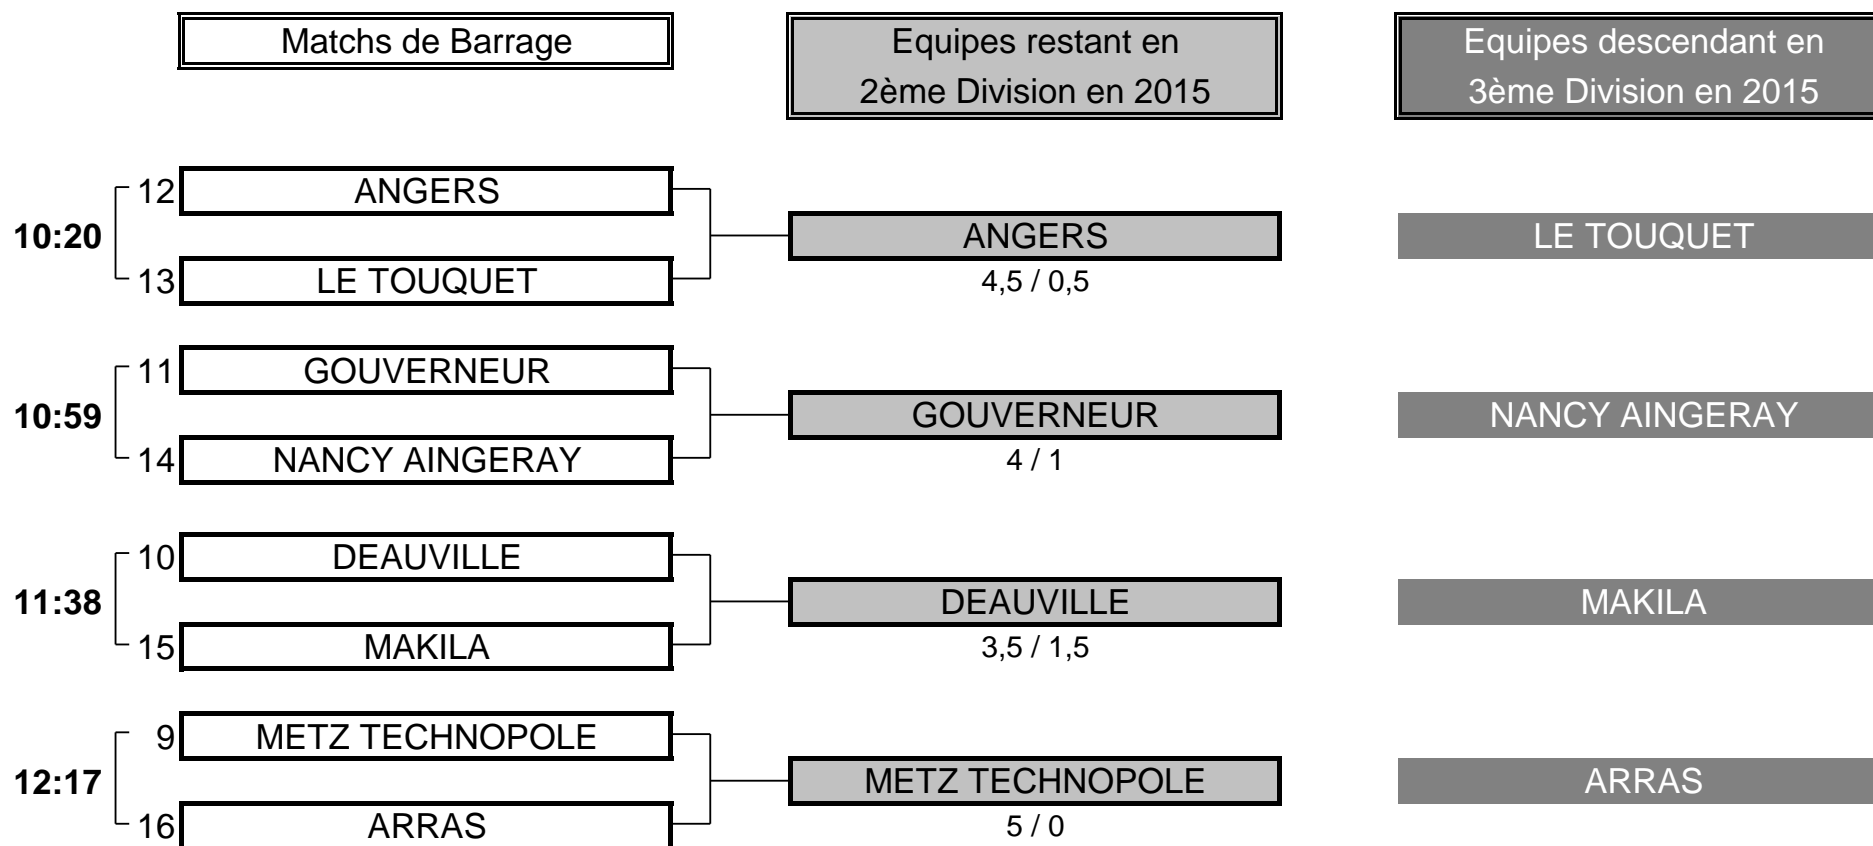 Matchs de Barrage
Equipes restant en
2ème Division en 2015
Equipes descendant en
3ème Division en 2015
12 ANGERS
10:20 ANGERS LE TOUQUET
13 LE TOUQUET 4,5 / 0,5
11 GOUVERNEUR
10:59 GOUVERNEUR NANCY AINGERAY
14 NANCY AINGERAY 4 / 1
10 DEAUVILLE
11:38 DEAUVILLE MAKILA
15 MAKILA 3,5 / 1,5
9 METZ TECHNOPOLE
12:17 METZ TECHNOPOLE ARRAS
16 ARRAS 5 / 0